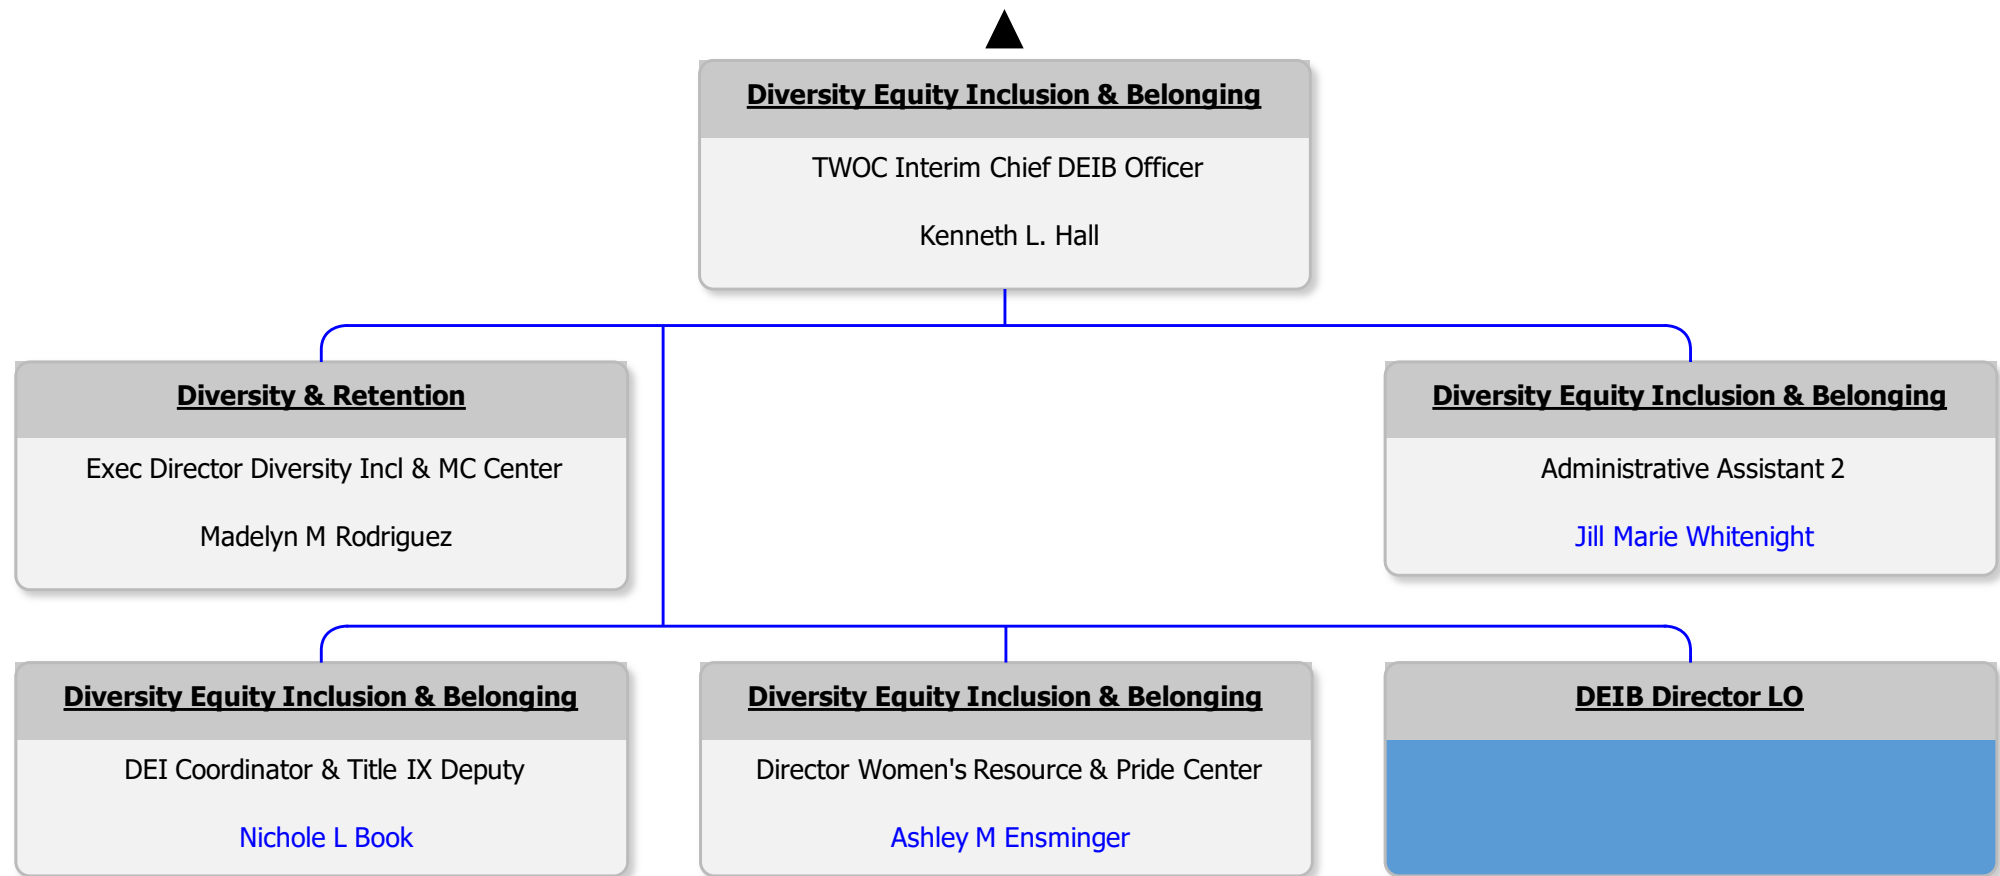 Diversity Equity Inclusion & Belonging
TWOC Interim Chief DEIB Officer
Kenneth L. Hall
Diversity & Retention
Exec Director Diversity Incl & MC Center
Madelyn M Rodriguez
Diversity Equity Inclusion & Belonging
Administrative Assistant 2
Jill Marie Whitenight
Diversity Equity Inclusion & Belonging
DEI Coordinator & Title IX Deputy
Nichole L Book
Diversity Equity Inclusion & Belonging
Director Women's Resource & Pride Center
Ashley M Ensminger
DEIB Director LO